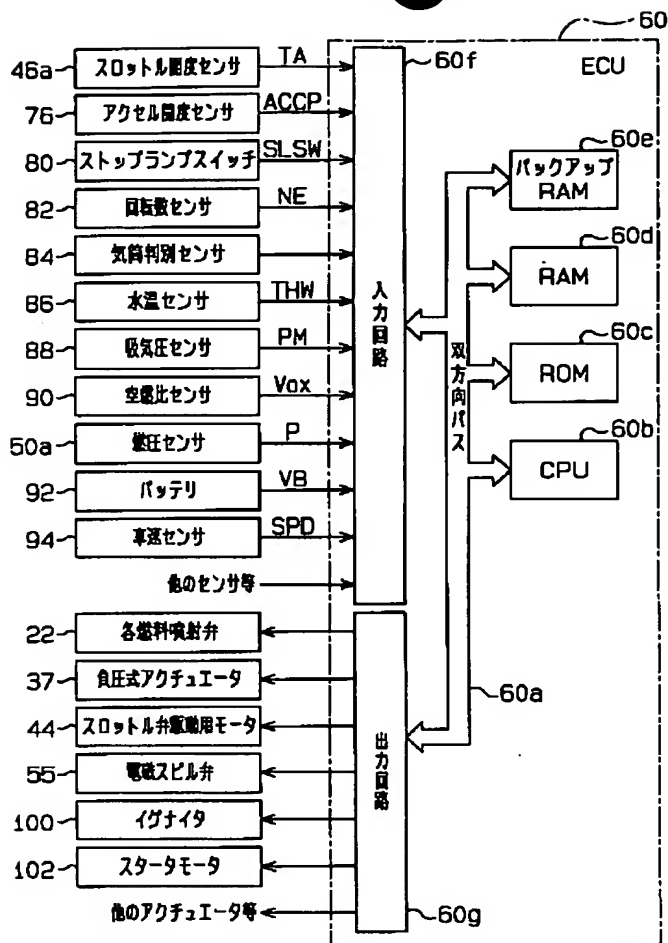 60
ECU
46a スロットル開度センサ TA
76 アクセル開度センサ ACCP
80 ストップランプスイッチ SLSW
82 回転数センサ NE
84 気筒判別センサ
86 水温センサ THW
88 吸気圧センサ PM
90 空燃比センサ Vox
50a 燃圧センサ P
92 バッテリ VB
94 車速センサ SPD
他のセンサ等
入力回路
60f
22 各燃料噴射弁
37 負圧式アクチュエータ
44 スロットル弁駆動用モータ
55 電磁スピル弁
100 イグナイタ
102 スタータモータ
他のアクチュエータ等
出力回路
60g
双方向バス
60a
60e
バックアップ
RAM
60d
RAM
60c
ROM
60b
CPU